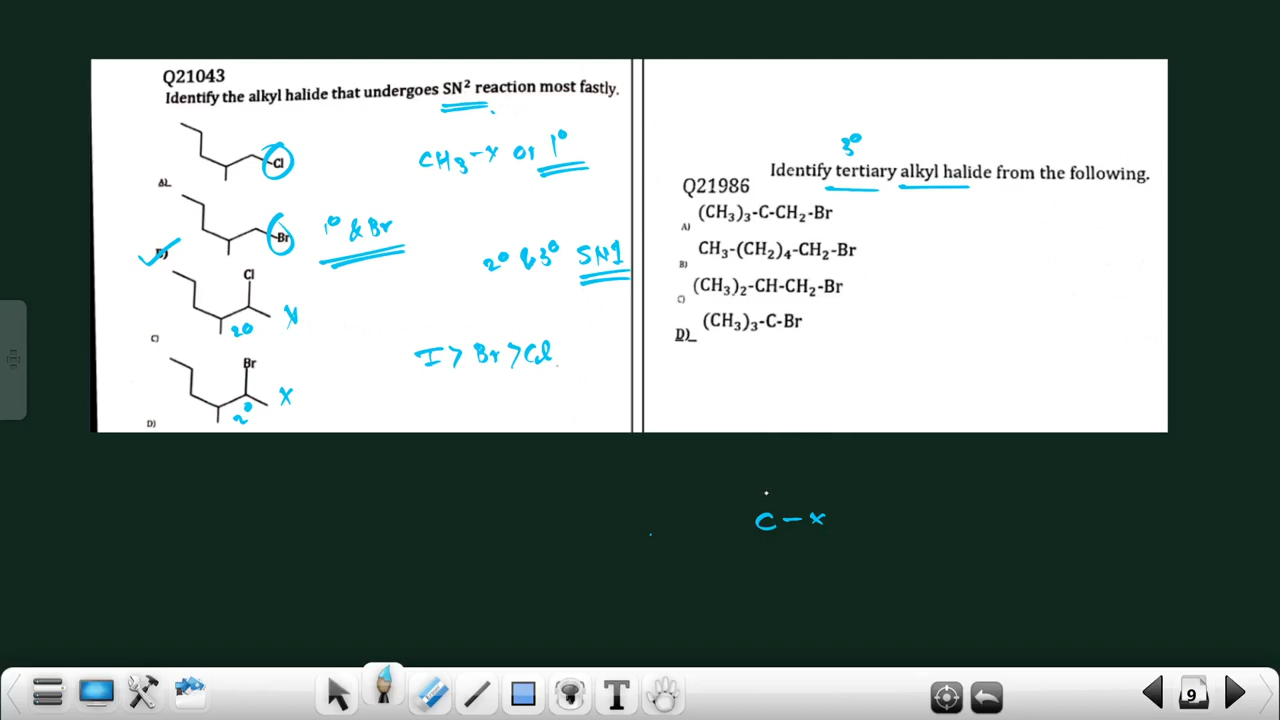 Q21043
Identify the alkyl halide that undergoes SN² reaction most fastly.
Cl
A)
CH₃-X or 1°
Br
B)
1° & Br
2° & 3° SN1
Cl
2°
X
C)
I > Br > Cl
Br
2°
X
D)
3°
Identify tertiary alkyl halide from the following.
Q21986
A) (CH₃)₃-C-CH₂-Br
B) CH₃-(CH₂)₄-CH₂-Br
C) (CH₃)₂-CH-CH₂-Br
D) (CH₃)₃-C-Br
C-X
T
9